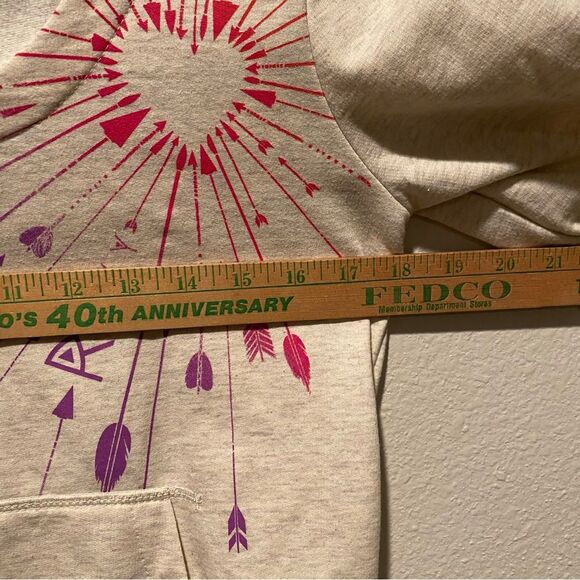 11 12 13 14 15 16 17 18 19 20 21
O'S 40th ANNIVERSARY FEDCO
Membership Department Stores